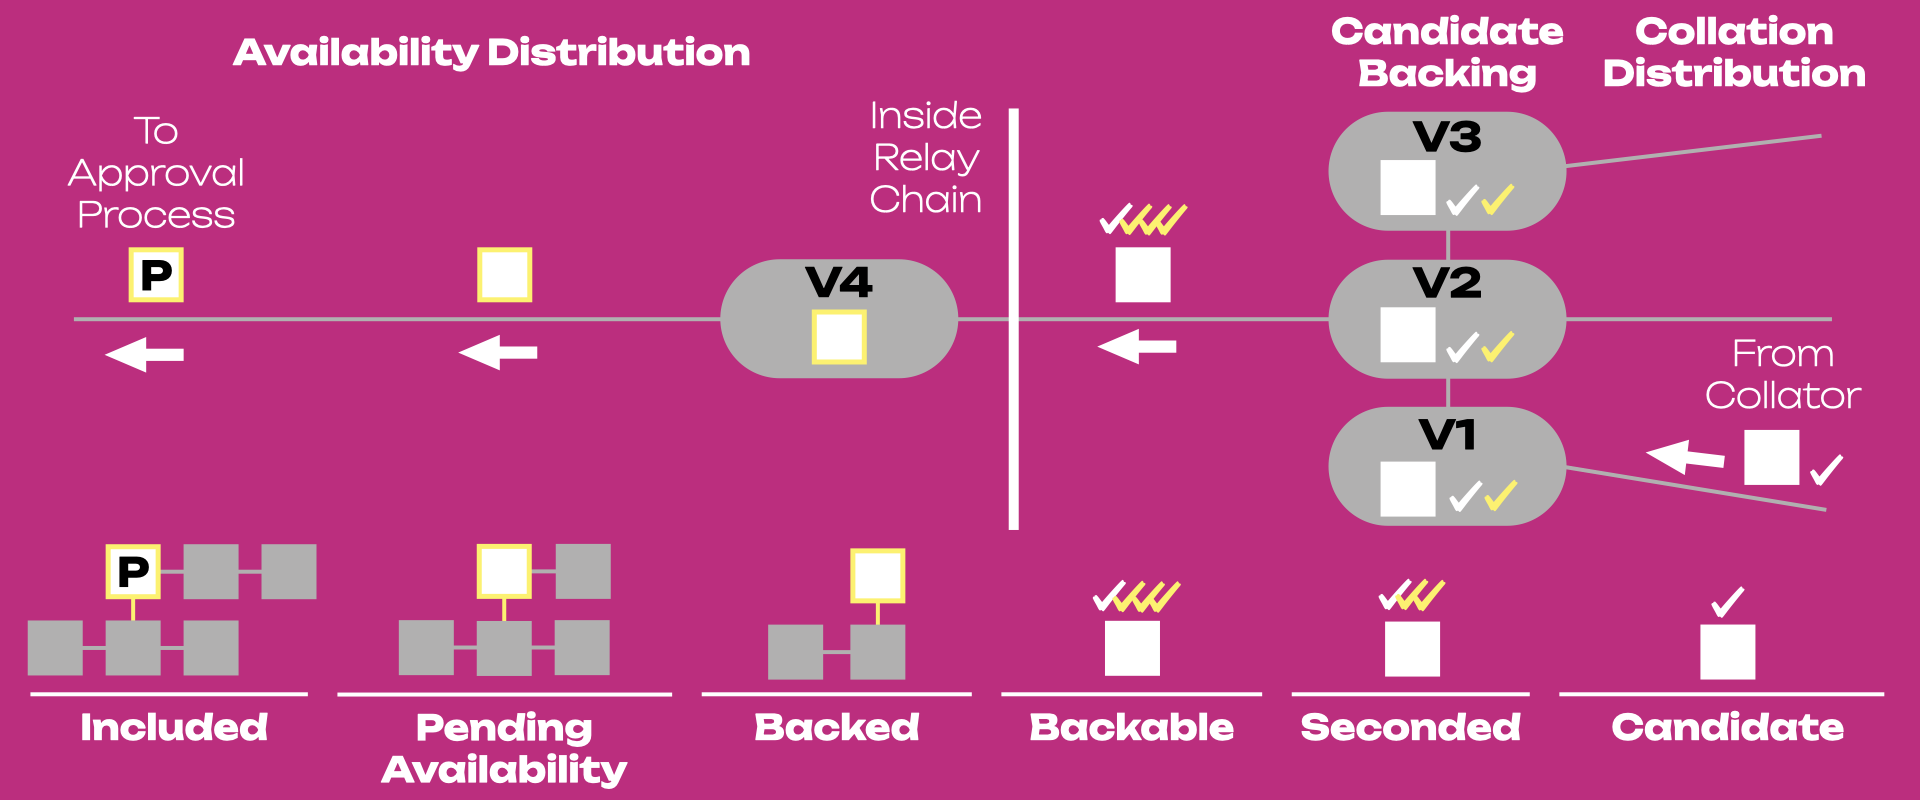 Availability Distribution
Candidate
Backing
Collation
Distribution
To
Approval
Process
Inside
Relay
Chain
P
V4
V3
V2
V1
From
Collator
P
Included
Pending
Availability
Backed
Backable
Seconded
Candidate